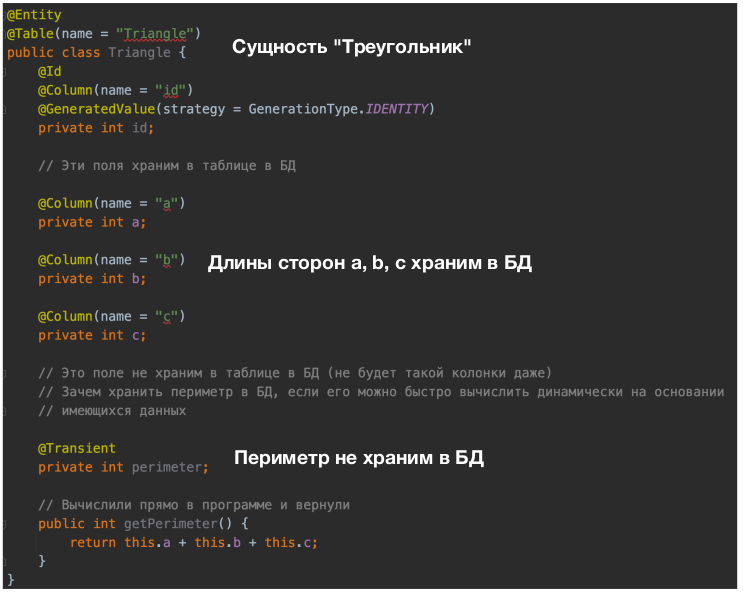 @Entity
@Table(name = "Triangle")
public class Triangle {
Сущность "Треугольник"
@Id
@Column(name = "id")
@GeneratedValue(strategy = GenerationType.IDENTITY)
private int id;
// Эти поля храним в таблице в БД
@Column(name = "a")
private int a;
@Column(name = "b")
Длины сторон a, b, c храним в БД
private int b;
@Column(name = "c")
private int c;
// Это поле не храним в таблице в БД (не будет такой колонки даже)
// Зачем хранить периметр в БД, если его можно быстро вычислить динамически на основании
// имеющихся данных
@Transient
Периметр не храним в БД
private int perimeter;
// Вычислили прямо в программе и вернули
public int getPerimeter() {
return this.a + this.b + this.c;
}
}